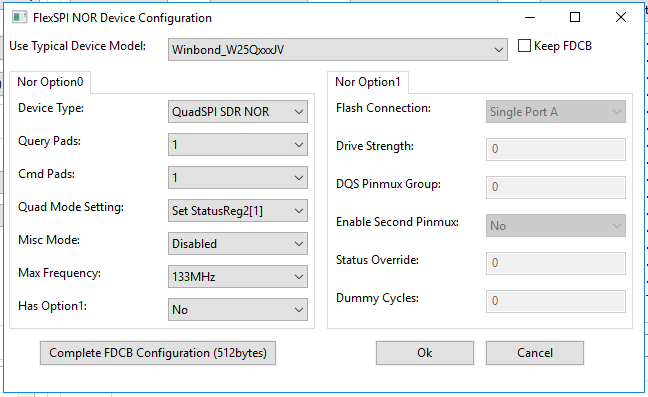 FlexSPI NOR Device Configuration
Use Typical Device Model: Winbond_W25QxxxJV Keep FDCB
Nor Option0
Device Type: QuadSPI SDR NOR
Query Pads: 1
Cmd Pads: 1
Quad Mode Setting: Set StatusReg2[1]
Misc Mode: Disabled
Max Frequency: 133MHz
Has Option1: No
Nor Option1
Flash Connection: Single Port A
Drive Strength: 0
DQS Pinmux Group: 0
Enable Second Pinmux: No
Status Override: 0
Dummy Cycles: 0
Complete FDCB Configuration (512bytes) Ok Cancel